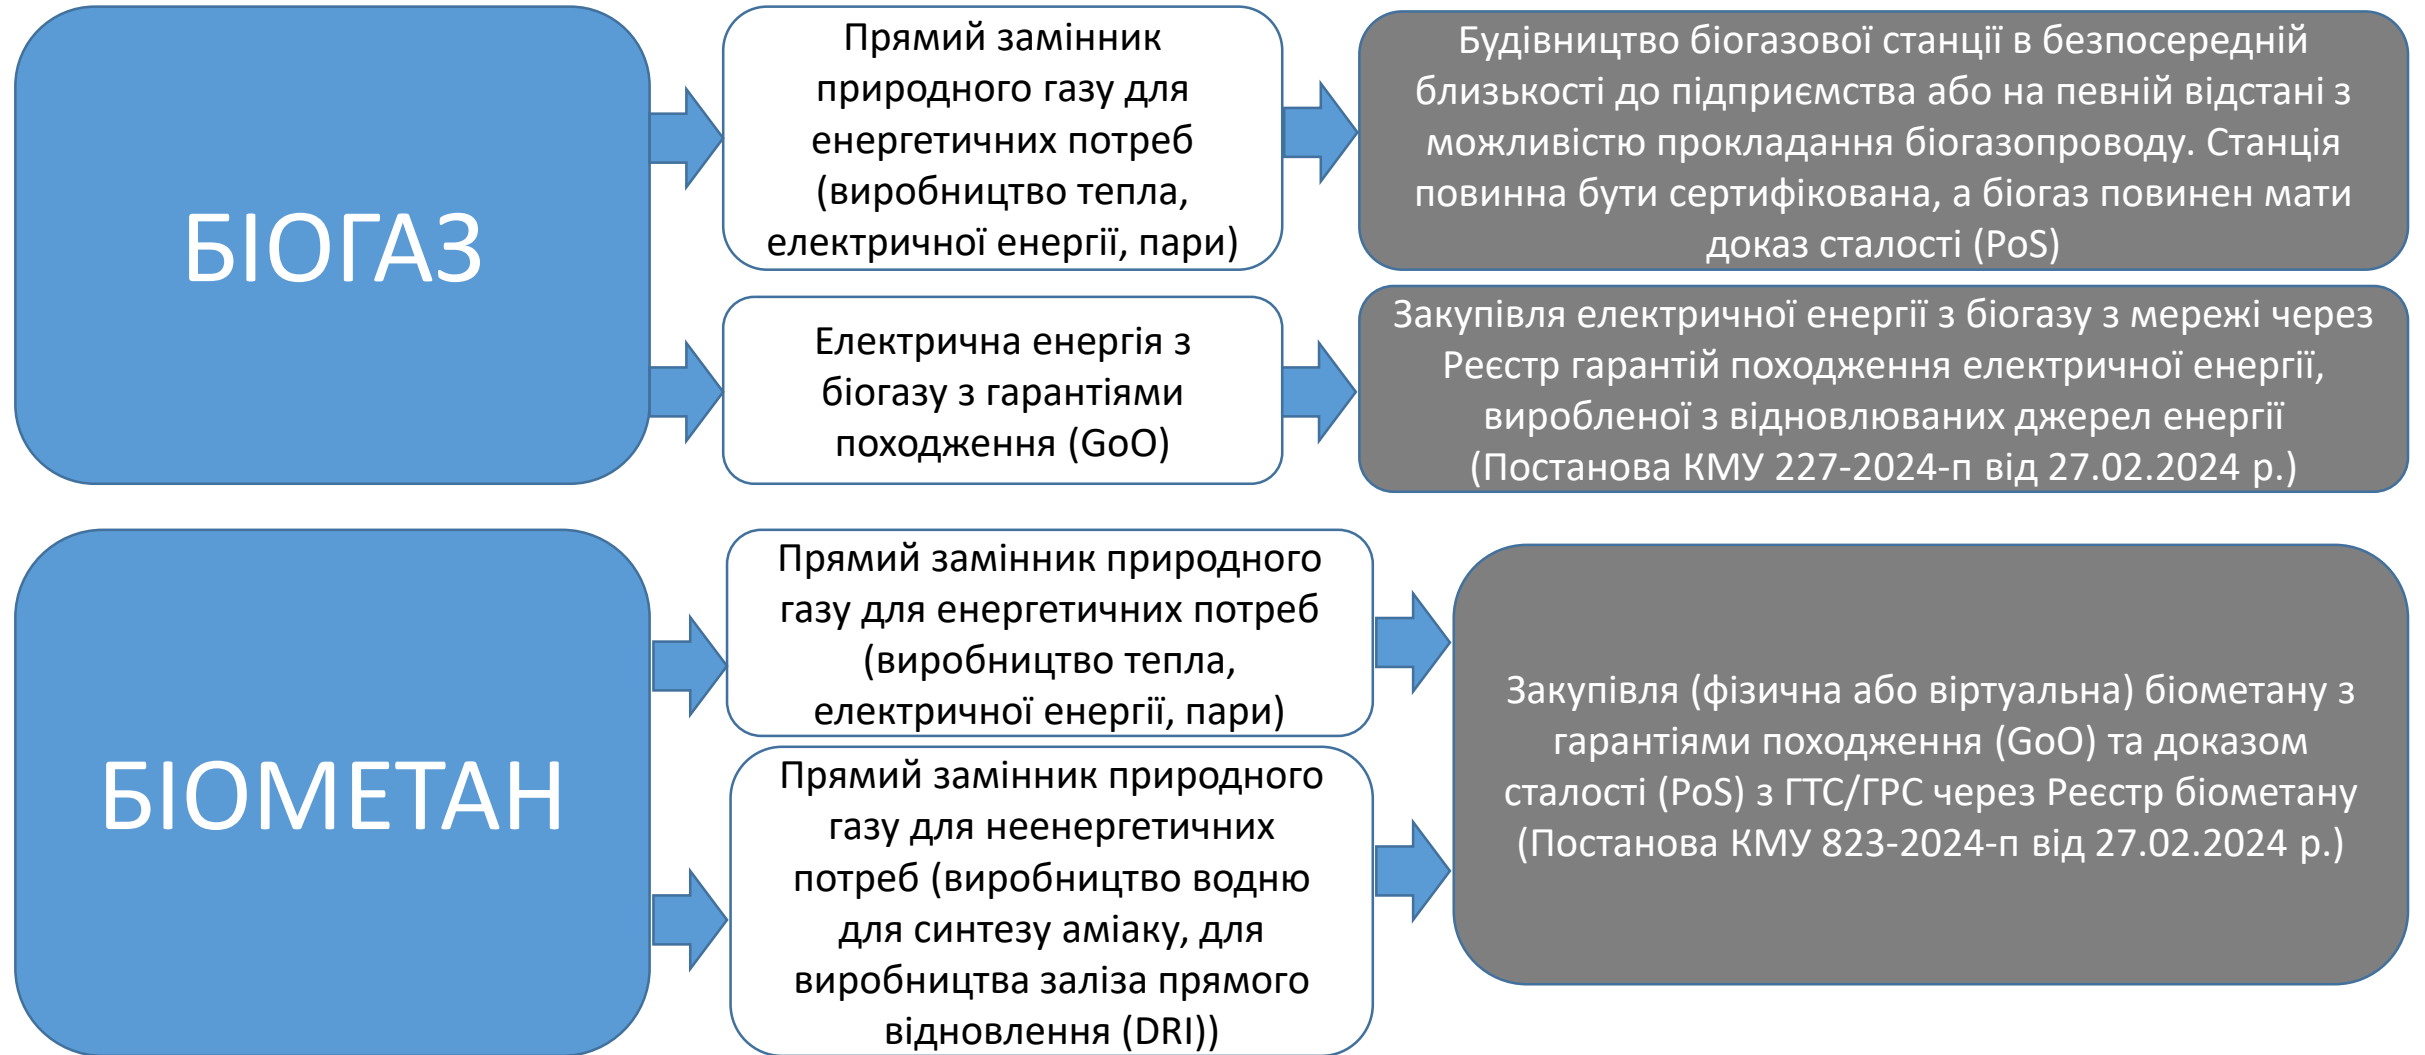 БІОГАЗ
Прямий замінник
природного газу для
енергетичних потреб
(виробництво тепла,
електричної енергії, пари)
Будівництво біогазової станції в безпосередній
близькості до підприємства або на певній відстані з
можливістю прокладання біогазопроводу. Станція
повинна бути сертифікована, а біогаз повинен мати
доказ сталості (PoS)
Електрична енергія з
біогазу з гарантіями
походження (GoO)
Закупівля електричної енергії з біогазу з мережі через
Реєстр гарантій походження електричної енергії,
виробленої з відновлюваних джерел енергії
(Постанова КМУ 227-2024-п від 27.02.2024 р.)
БІОМЕТАН
Прямий замінник природного
газу для енергетичних потреб
(виробництво тепла,
електричної енергії, пари)
Прямий замінник природного
газу для неенергетичних
потреб (виробництво водню
для синтезу аміаку, для
виробництва заліза прямого
відновлення (DRI))
Закупівля (фізична або віртуальна) біометану з
гарантіями походження (GoO) та доказом
сталості (PoS) з ГТС/ГРС через Реєстр біометану
(Постанова КМУ 823-2024-п від 27.02.2024 р.)